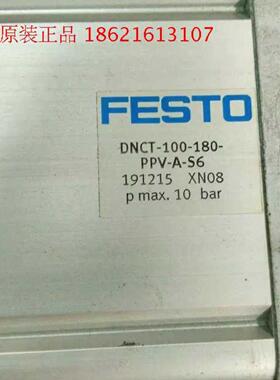 原装正品 18621613107
FESTO
DNCT-100-180-
PPV-A-S6
191215 XN08
p max. 10 bar